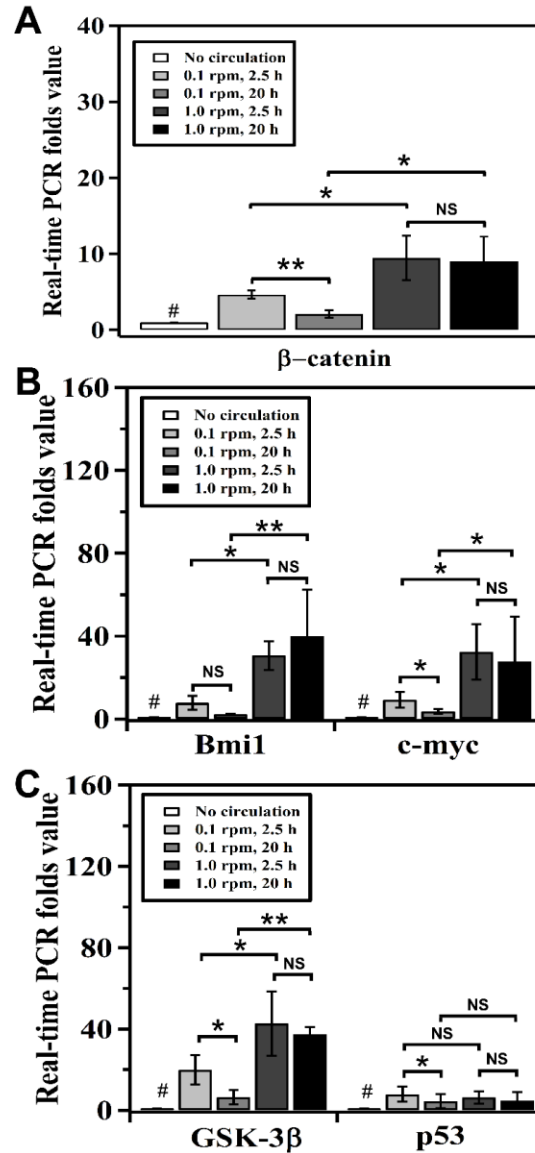 A
Real-time PCR folds value
40
30
20
10
0
No circulation
0.1 rpm, 2.5 h
0.1 rpm, 20 h
1.0 rpm, 2.5 h
1.0 rpm, 20 h
*
*
NS
**
#
β−catenin
B
Real-time PCR folds value
160
120
80
40
0
No circulation
0.1 rpm, 2.5 h
0.1 rpm, 20 h
1.0 rpm, 2.5 h
1.0 rpm, 20 h
**
*
NS
NS
#
*
*
NS
*
#
Bmi1 c-myc
C
Real-time PCR folds value
160
120
80
40
0
No circulation
0.1 rpm, 2.5 h
0.1 rpm, 20 h
1.0 rpm, 2.5 h
1.0 rpm, 20 h
**
*
NS
*
#
NS
NS
*
NS
#
GSK-3β p53